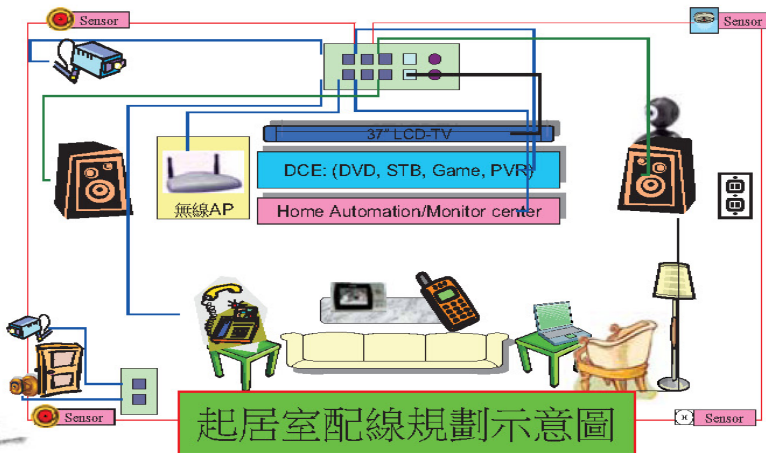 Sensor
Sensor
37" LCD-TV
DCE: (DVD, STB, Game, PVR)
無線AP
Home Automation/Monitor center
Sensor
Sensor
起居室配線規劃示意圖